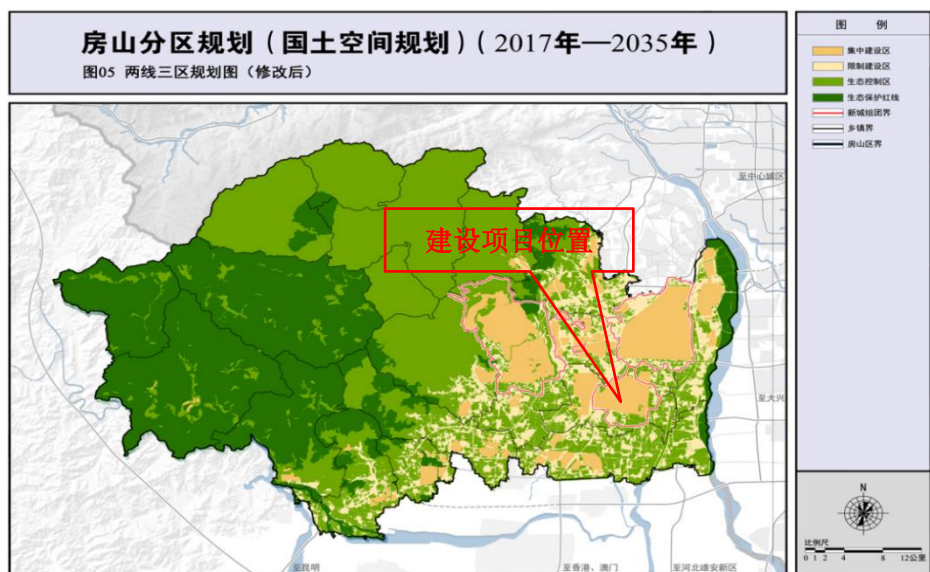 房山分区规划（国土空间规划）（2017年—2035年）
图05 两线三区规划图（修改后）
图 例
集中建设区
限制建设区
生态控制区
生态保护红线
新城组团界
乡镇界
房山区界
至中心城区
建设项目位置
至大兴
至昆明
至香港、澳门
至河北雄安新区
N
比例尺
0 1 2 4 8 12公里